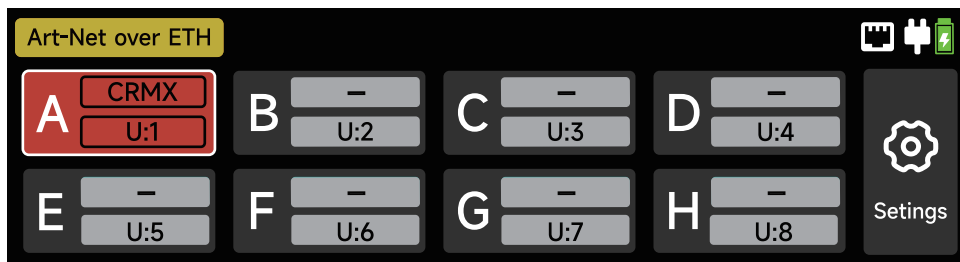 Art-Net over ETH
A CRMX
U:1
B –
U:2
C –
U:3
D –
U:4
E –
U:5
F –
U:6
G –
U:7
H –
U:8
Setings